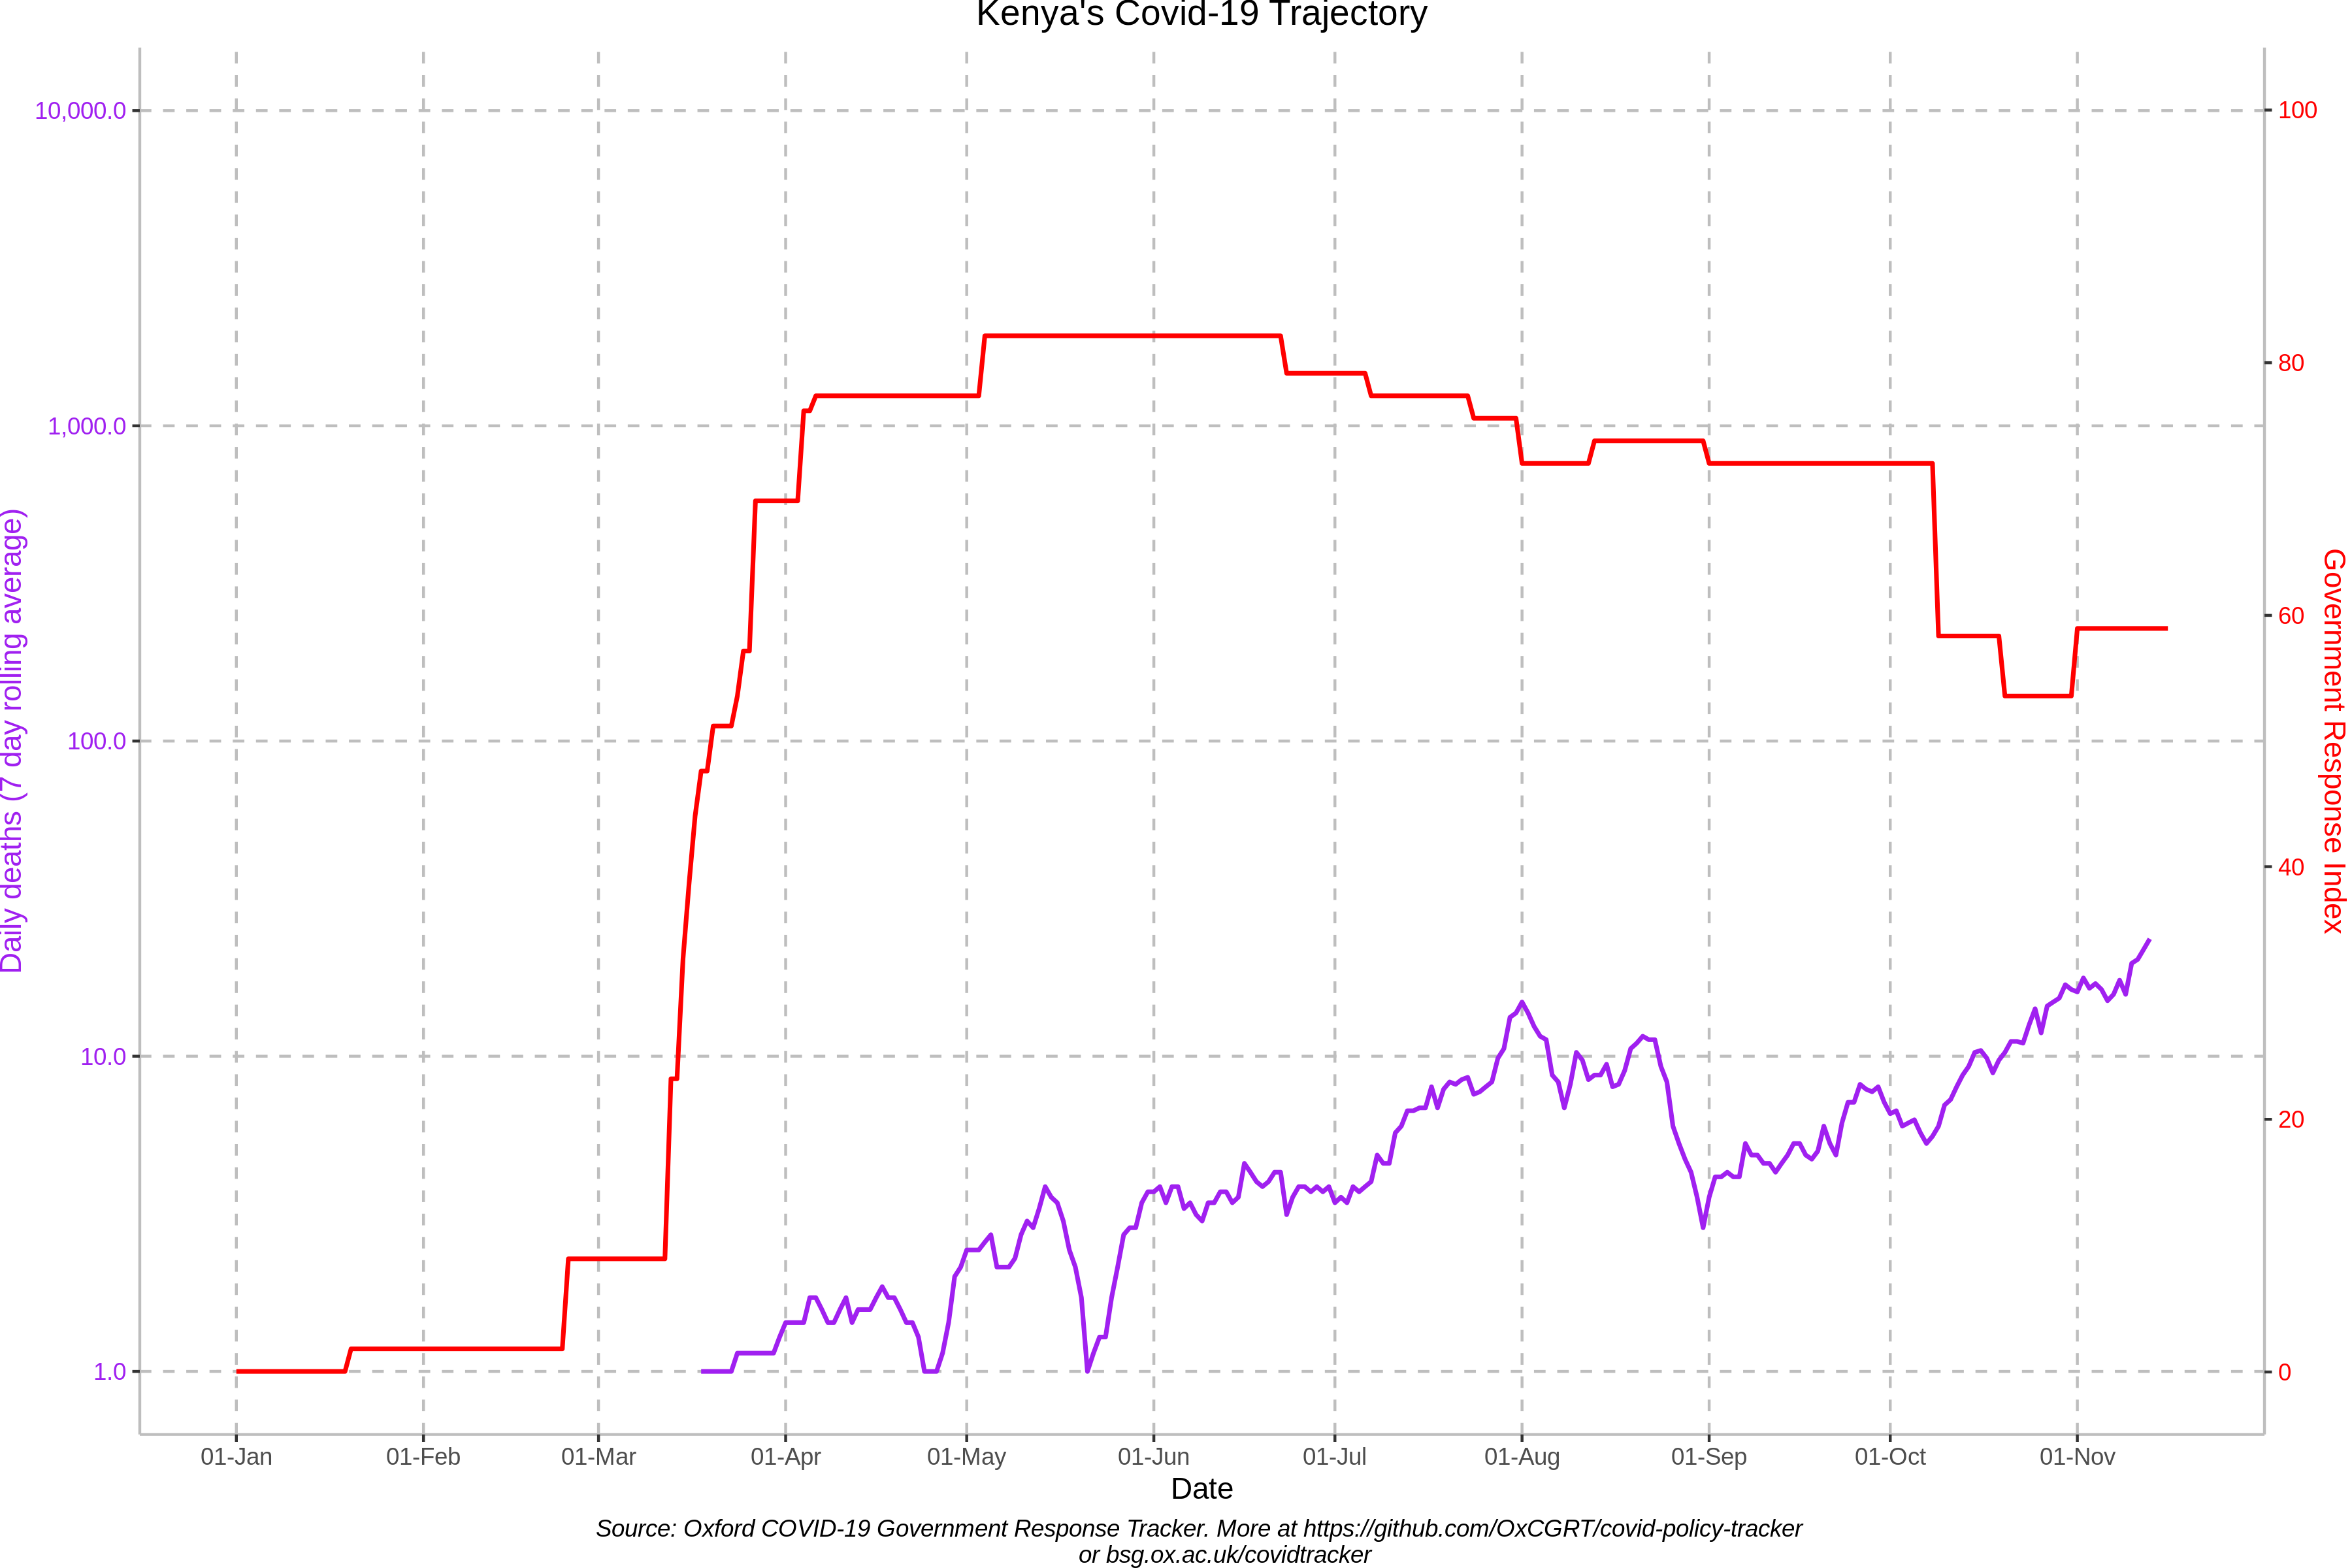 Kenya's Covid-19 Trajectory
10,000.0
1,000.0
100.0
10.0
1.0
Daily deaths (7 day rolling average)
100
80
60
40
20
0
Government Response Index
01-Jan 01-Feb 01-Mar 01-Apr 01-May 01-Jun 01-Jul 01-Aug 01-Sep 01-Oct 01-Nov
Date
Source: Oxford COVID-19 Government Response Tracker. More at https://github.com/OxCGRT/covid-policy-tracker
or bsg.ox.ac.uk/covidtracker